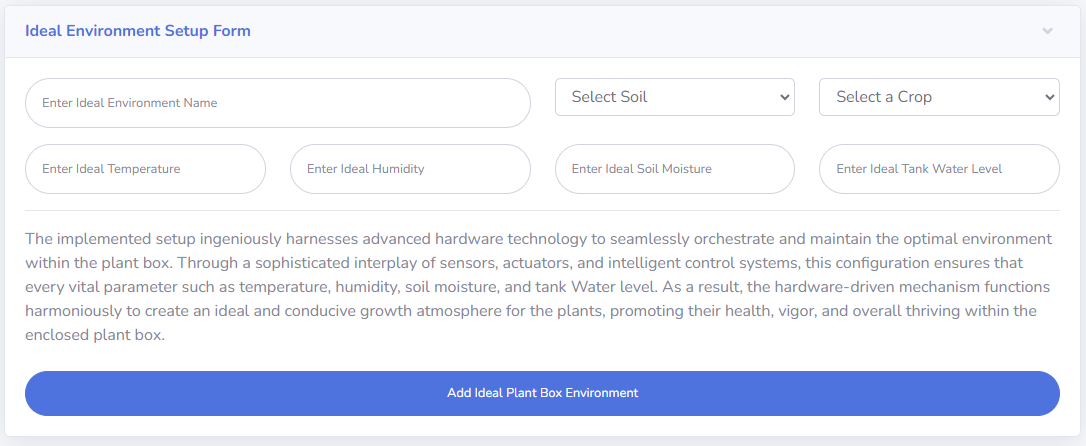 Ideal Environment Setup Form
Enter Ideal Environment Name
Select Soil
Select a Crop
Enter Ideal Temperature
Enter Ideal Humidity
Enter Ideal Soil Moisture
Enter Ideal Tank Water Level
The implemented setup ingeniously harnesses advanced hardware technology to seamlessly orchestrate and maintain the optimal environment
within the plant box. Through a sophisticated interplay of sensors, actuators, and intelligent control systems, this configuration ensures that
every vital parameter such as temperature, humidity, soil moisture, and tank Water level. As a result, the hardware-driven mechanism functions
harmoniously to create an ideal and conducive growth atmosphere for the plants, promoting their health, vigor, and overall thriving within the
enclosed plant box.
Add Ideal Plant Box Environment